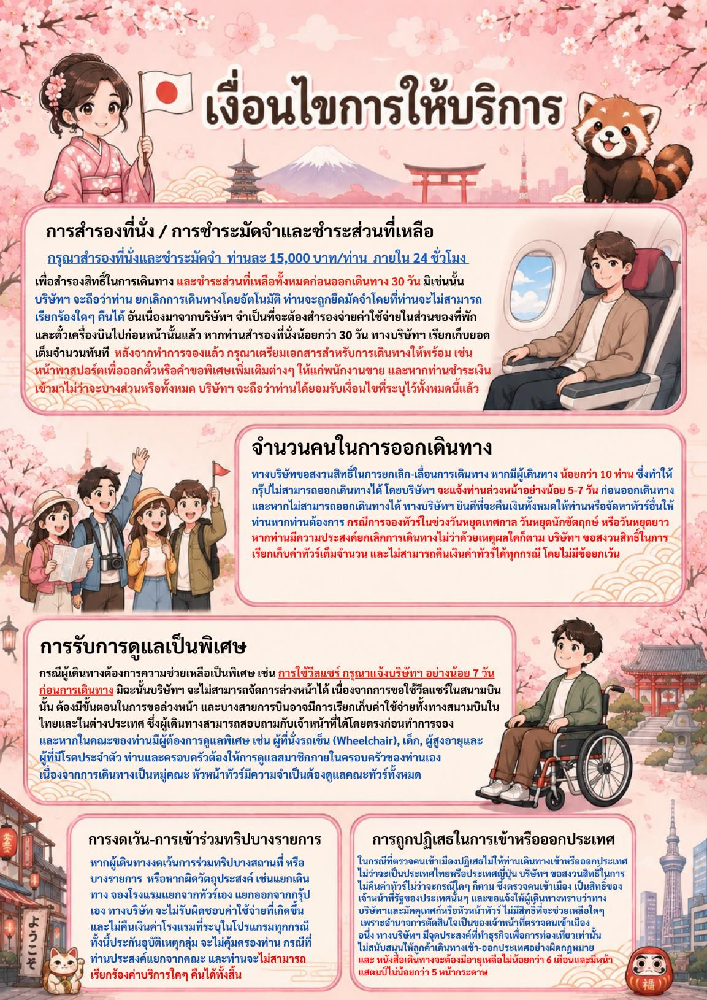 เงื่อนไขการให้บริการ
การสำรองที่นั่ง / การชำระมัดจำและชำระส่วนที่เหลือ
กรุณาสำรองที่นั่งและชำระมัดจำ ท่านละ 15,000 บาท/ท่าน ภายใน 24 ชั่วโมง
เพื่อสำรองสิทธิ์ในการเดินทาง และชำระส่วนที่เหลือทั้งหมดก่อนออกเดินทาง 30 วัน มิเช่นนั้น
บริษัทฯ จะถือว่าท่าน ยกเลิกการเดินทางโดยอัตโนมัติ ท่านจะถูกยึดมัดจำโดยที่ท่านจะไม่สามารถ
เรียกร้องใดๆ คืนได้ อันเนื่องมาจากบริษัทฯ จำเป็นที่จะต้องสำรองจ่ายค่าใช้จ่ายในส่วนของที่พัก
และตั๋วเครื่องบินไปก่อนหน้านั้นแล้ว หากท่านสำรองที่นั่งน้อยกว่า 30 วัน ทางบริษัทฯ เรียกเก็บยอด
เต็มจำนวนทันที หลังจากทำการจองแล้ว กรุณาเตรียมเอกสารสำหรับการเดินทางให้พร้อม เช่น
หน้าพาสปอร์ตเพื่อออกตั๋วหรือคำขอพิเศษเพิ่มเติมต่างๆ ให้แก่พนักงานขาย และหากท่านชำระเงิน
เข้ามาไม่ว่าจะบางส่วนหรือทั้งหมด บริษัทฯ จะถือว่าท่านได้ยอมรับเงื่อนไขที่ระบุไว้ทั้งหมดนี้แล้ว
จำนวนคนในการออกเดินทาง
ทางบริษัทขอสงวนสิทธิ์ในการยกเลิก-เลื่อนการเดินทาง หากมีผู้เดินทาง น้อยกว่า 10 ท่าน ซึ่งทำให้
กรุ๊ปไม่สามารถออกเดินทางได้ โดยบริษัทฯ จะแจ้งท่านล่วงหน้าอย่างน้อย 5-7 วัน ก่อนออกเดินทาง
และหากไม่สามารถออกเดินทางได้ ทางบริษัทฯ ยินดีที่จะคืนเงินทั้งหมดให้ท่านหรือจัดหาทัวร์อื่นให้
ท่านหากท่านต้องการ กรณีการจองทัวร์ในช่วงวันหยุดเทศกาล วันหยุดนักขัตฤกษ์ หรือวันหยุดยาว
หากท่านมีความประสงค์ยกเลิกการเดินทางไม่ว่าด้วยเหตุผลใดก็ตาม บริษัทฯ ขอสงวนสิทธิ์ในการ
เรียกเก็บค่าทัวร์เต็มจำนวน และไม่สามารถคืนเงินค่าทัวร์ได้ทุกกรณี โดยไม่มีข้อยกเว้น
การรับการดูแลเป็นพิเศษ
กรณีผู้เดินทางต้องการความช่วยเหลือเป็นพิเศษ เช่น การใช้วีลแชร์ กรุณาแจ้งบริษัทฯ อย่างน้อย 7 วัน
ก่อนการเดินทาง มิฉะนั้นบริษัทฯ จะไม่สามารถจัดการล่วงหน้าได้ เนื่องจากการขอใช้วีลแชร์ในสนามบิน
นั้น ต้องมีขั้นตอนในการขอล่วงหน้า และบางสายการบินอาจมีการเรียกเก็บค่าใช้จ่ายทั้งทางสนามบินใน
ไทยและในต่างประเทศ ซึ่งผู้เดินทางสามารถสอบถามกับเจ้าหน้าที่ได้โดยตรงก่อนทำการจอง
และหากในคณะของท่านมีผู้ต้องการดูแลพิเศษ เช่น ผู้ที่นั่งรถเข็น (Wheelchair), เด็ก, ผู้สูงอายุและ
ผู้ที่มีโรคประจำตัว ท่านและครอบครัวต้องให้การดูแลสมาชิกภายในครอบครัวของท่านเอง
เนื่องจากการเดินทางเป็นหมู่คณะ หัวหน้าทัวร์มีความจำเป็นต้องดูแลคณะทัวร์ทั้งหมด
การงดเว้น-การเข้าร่วมทริปบางรายการ
หากผู้เดินทางงดเว้นการร่วมทริปบางสถานที่ หรือ
บางรายการ หรือหากผิดวัตถุประสงค์ เช่นแยกเดิน
ทาง จองโรงแรมแยกจากทัวร์เอง แยกออกจากกรุ้ป
เอง ทางบริษัท จะไม่รับผิดชอบค่าใช้จ่ายที่เกิดขึ้น
และไม่คืนเงินค่าโรงแรมที่ระบุในโปรแกรมทุกกรณี
ทั้งนี้ประกันอุบัติเหตุกลุ่ม จะไม่คุ้มครองท่าน กรณีที่
ท่านประสงค์แยกจากคณะ และท่านจะไม่สามารถ
เรียกร้องค่าบริการใดๆ คืนได้ทั้งสิ้น
การถูกปฏิเสธในการเข้าหรือออกประเทศ
ในกรณีที่ตรวจคนเข้าเมืองปฏิเสธไม่ให้ท่านเดินทางเข้าหรือออกประเทศ
ไม่ว่าจะเป็นประเทศไทยหรือประเทศญี่ปุ่น บริษัทฯ ขอสงวนสิทธิ์ในการ
ไม่คืนค่าทัวร์ไม่ว่าจะกรณีใดๆ ก็ตาม ซึ่งตรวจคนเข้าเมือง เป็นสิทธิ์ของ
เจ้าหน้าที่รัฐของประเทศนั้นๆ และขอแจ้งให้ผู้เดินทางทราบว่าทาง
บริษัทฯและมัคคุเทศก์หรือหัวหน้าทัวร์ ไม่มีสิทธิ์ที่จะช่วยเหลือใดๆ
เพราะอำนาจการตัดสินใจเป็นของเจ้าหน้าที่ตรวจคนเข้าเมือง
อนึ่ง ทางบริษัทฯ มีจุดประสงค์ที่ทำธุรกิจเพื่อการท่องเที่ยวเท่านั้น
ไม่สนับสนุนให้ลูกค้าเดินทางเข้า-ออกประเทศอย่างผิดกฎหมาย
และ หนังสือเดินทางจะต้องมีอายุเหลือไม่น้อยกว่า 6 เดือนและมีหน้า
แสตมป์ไม่น้อยกว่า 5 หน้ากระดาษ
ようこそ
福